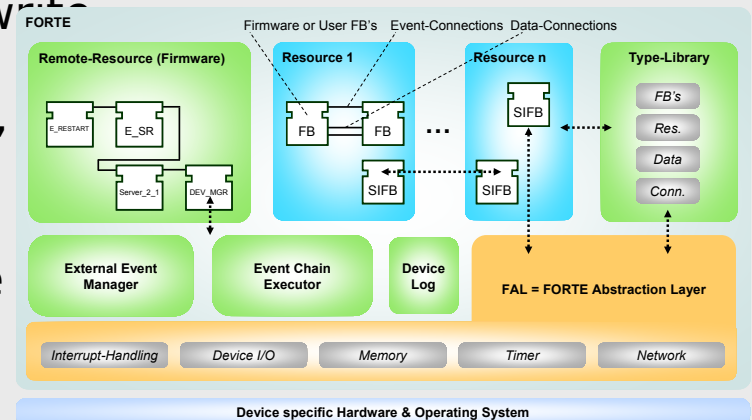 write
,
e
FORTE
Firmware or User FB's Event-Connections Data-Connections
Remote-Resource (Firmware)
E_RESTART
E_SR
Server_2_1
DEV_MGR
Resource 1
FB
FB
SIFB
...
Resource n
SIFB
SIFB
Type-Library
FB's
Res.
Data
Conn.
External Event
Manager
Event Chain
Executor
Device
Log
FAL = FORTE Abstraction Layer
Interrupt-Handling
Device I/O
Memory
Timer
Network
Device specific Hardware & Operating System